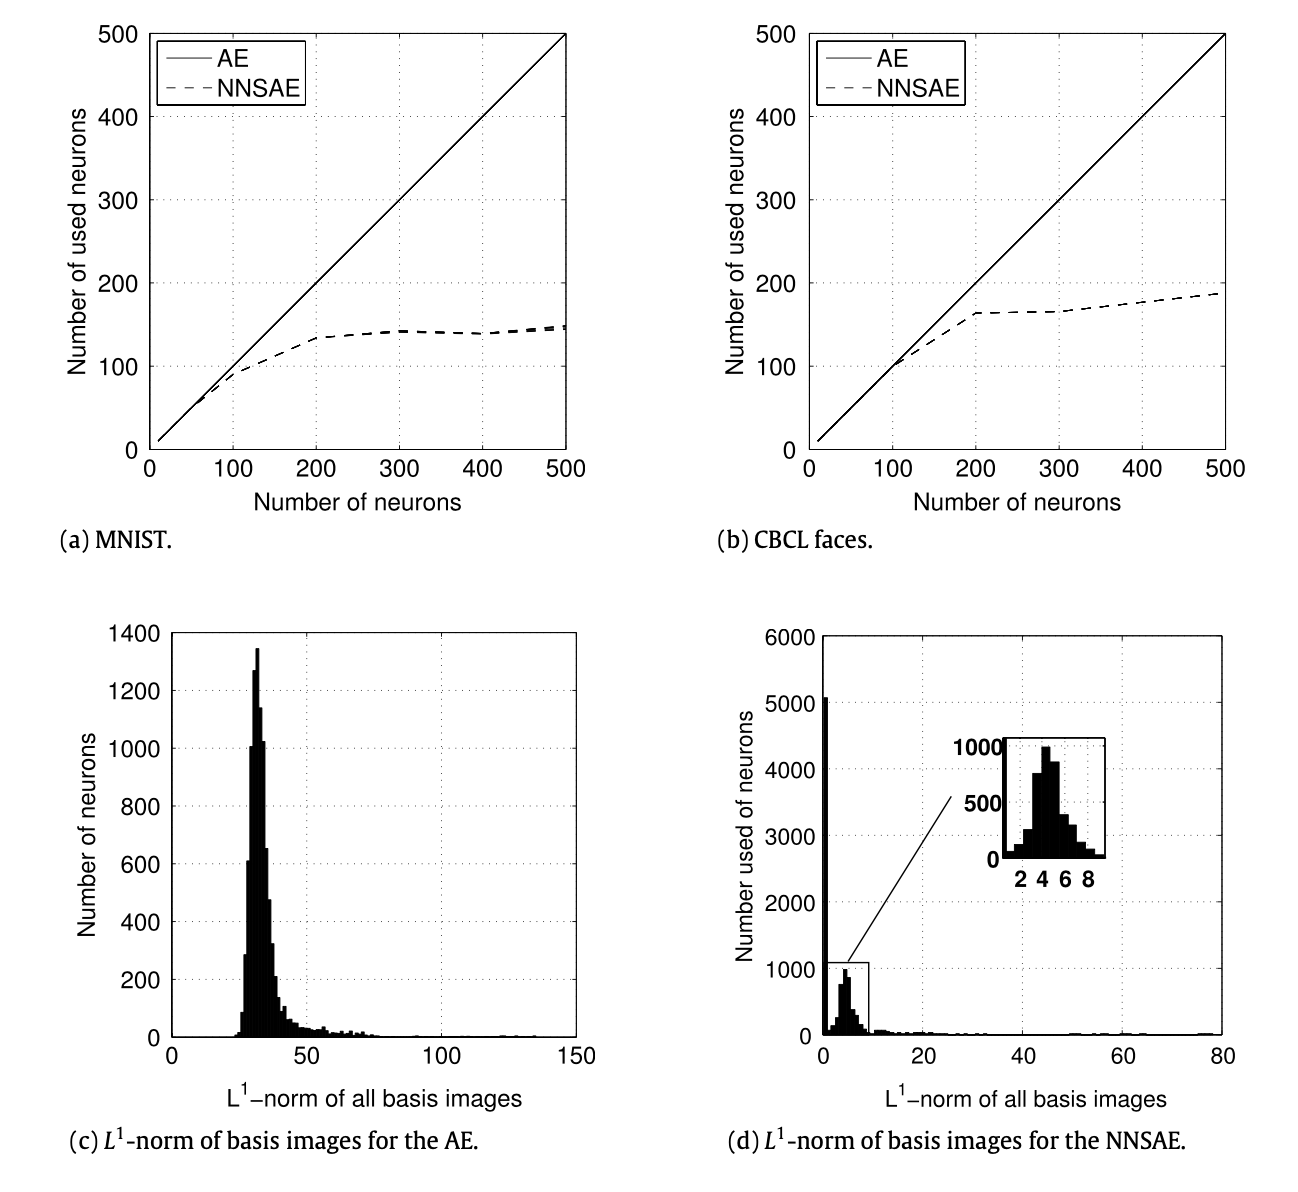 500
400
300
200
100
0
0 100 200 300 400 500
Number of used neurons
Number of neurons
AE
NNSAE
(a) MNIST.
500
400
300
200
100
0
0 100 200 300 400 500
Number of used neurons
Number of neurons
AE
NNSAE
(b) CBCL faces.
1400
1200
1000
800
600
400
200
0
0 50 100 150
Number of neurons
L¹−norm of all basis images
(c) L¹-norm of basis images for the AE.
6000
5000
4000
3000
2000
1000
0
0 20 40 60 80
Number used of neurons
1000
500
0
2 4 6 8
L¹−norm of all basis images
(d) L¹-norm of basis images for the NNSAE.